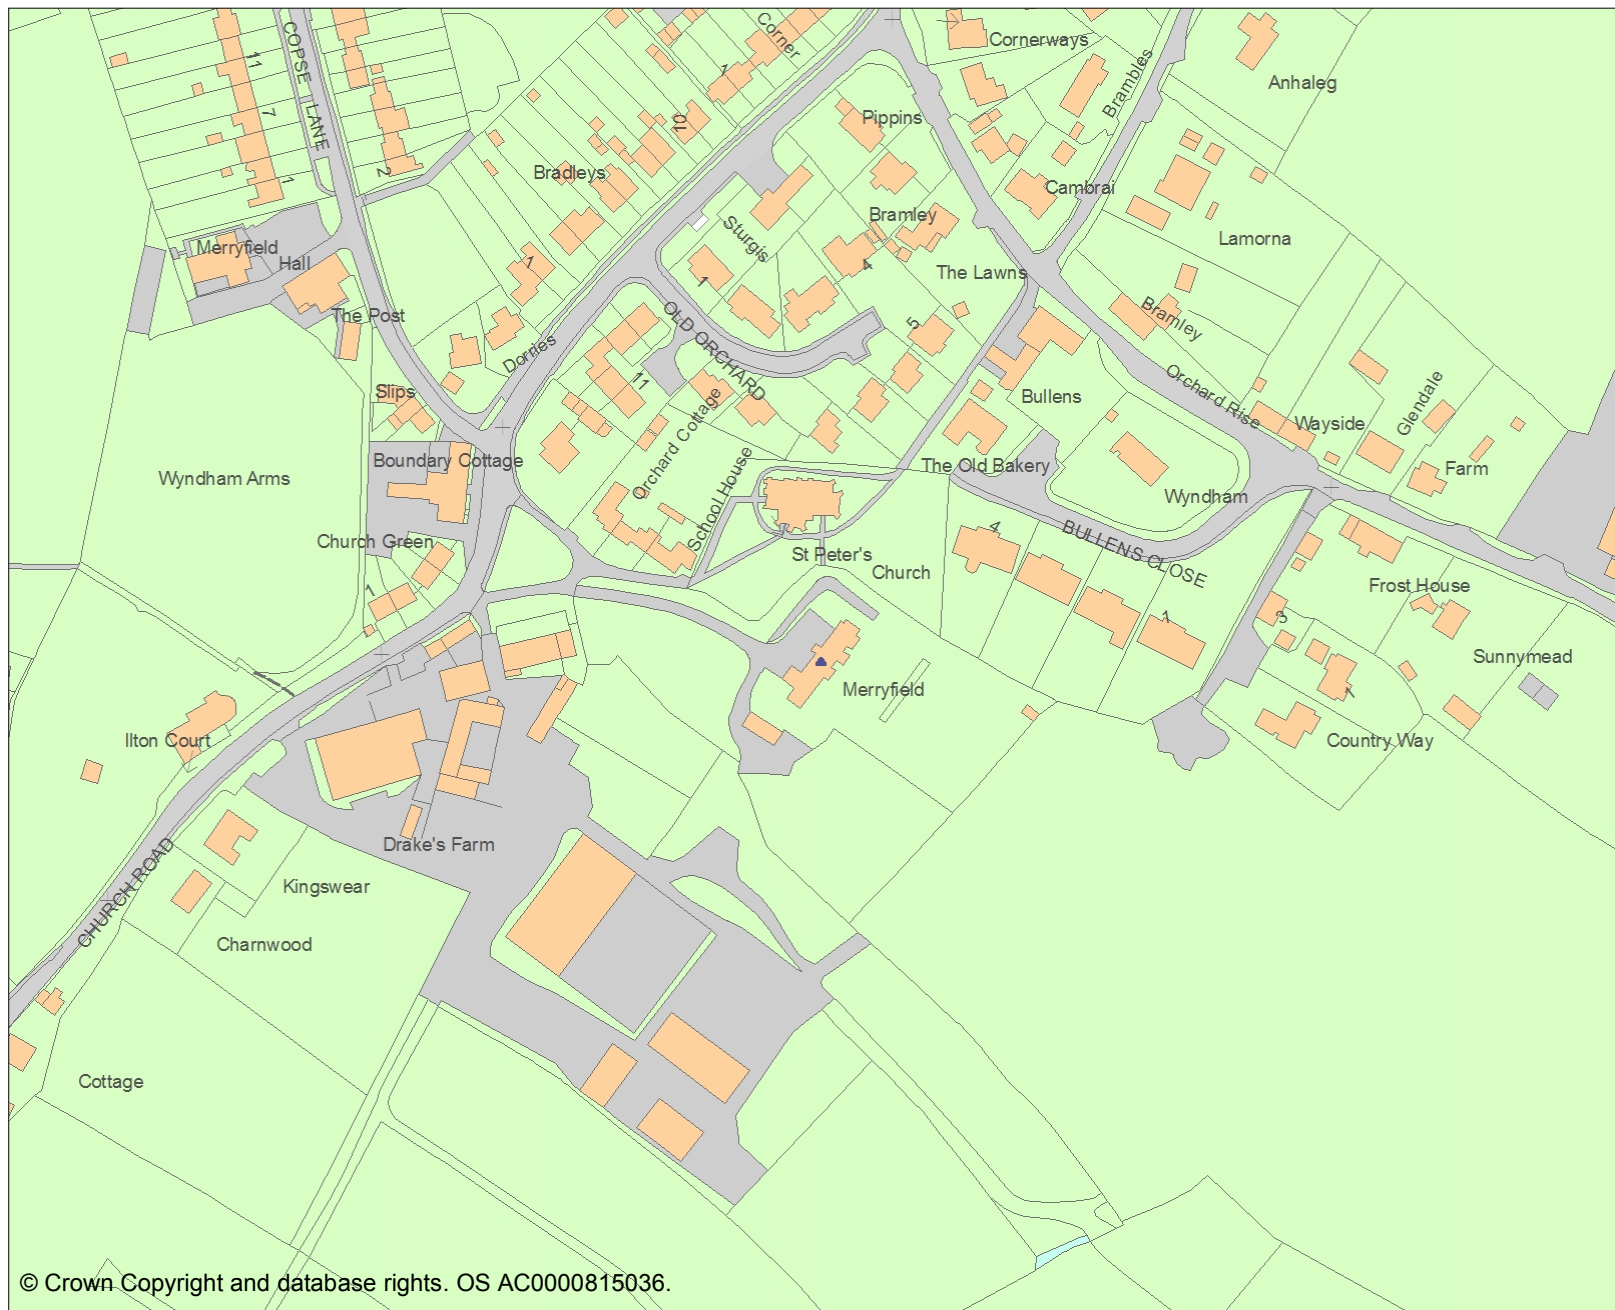 COPSE LANE
11
7
1
2
Corner
1
10
Cornerways
Brambles
Anhaleg
Pippins
Bradleys
Cambrai
Bramley
Lamorna
Sturgis
Merryfield
Hall
The Lawns
4
1
1
The Post
OLD ORCHARD
5
Bramley
Dorries
Slips
11
Bullens
Orchard Rise
Wayside
Glendale
Orchard Cottage
Boundary Cottage
The Old Bakery
Farm
Wyndham Arms
School House
Wyndham
Church Green
St Peter's
Church
4
BULLENS CLOSE
Frost House
1
1
3
Sunnymead
Merryfield
1
Ilton Court
Country Way
Drake's Farm
CHURCH ROAD
Kingswear
Charnwood
Cottage
© Crown Copyright and database rights. OS AC0000815036.